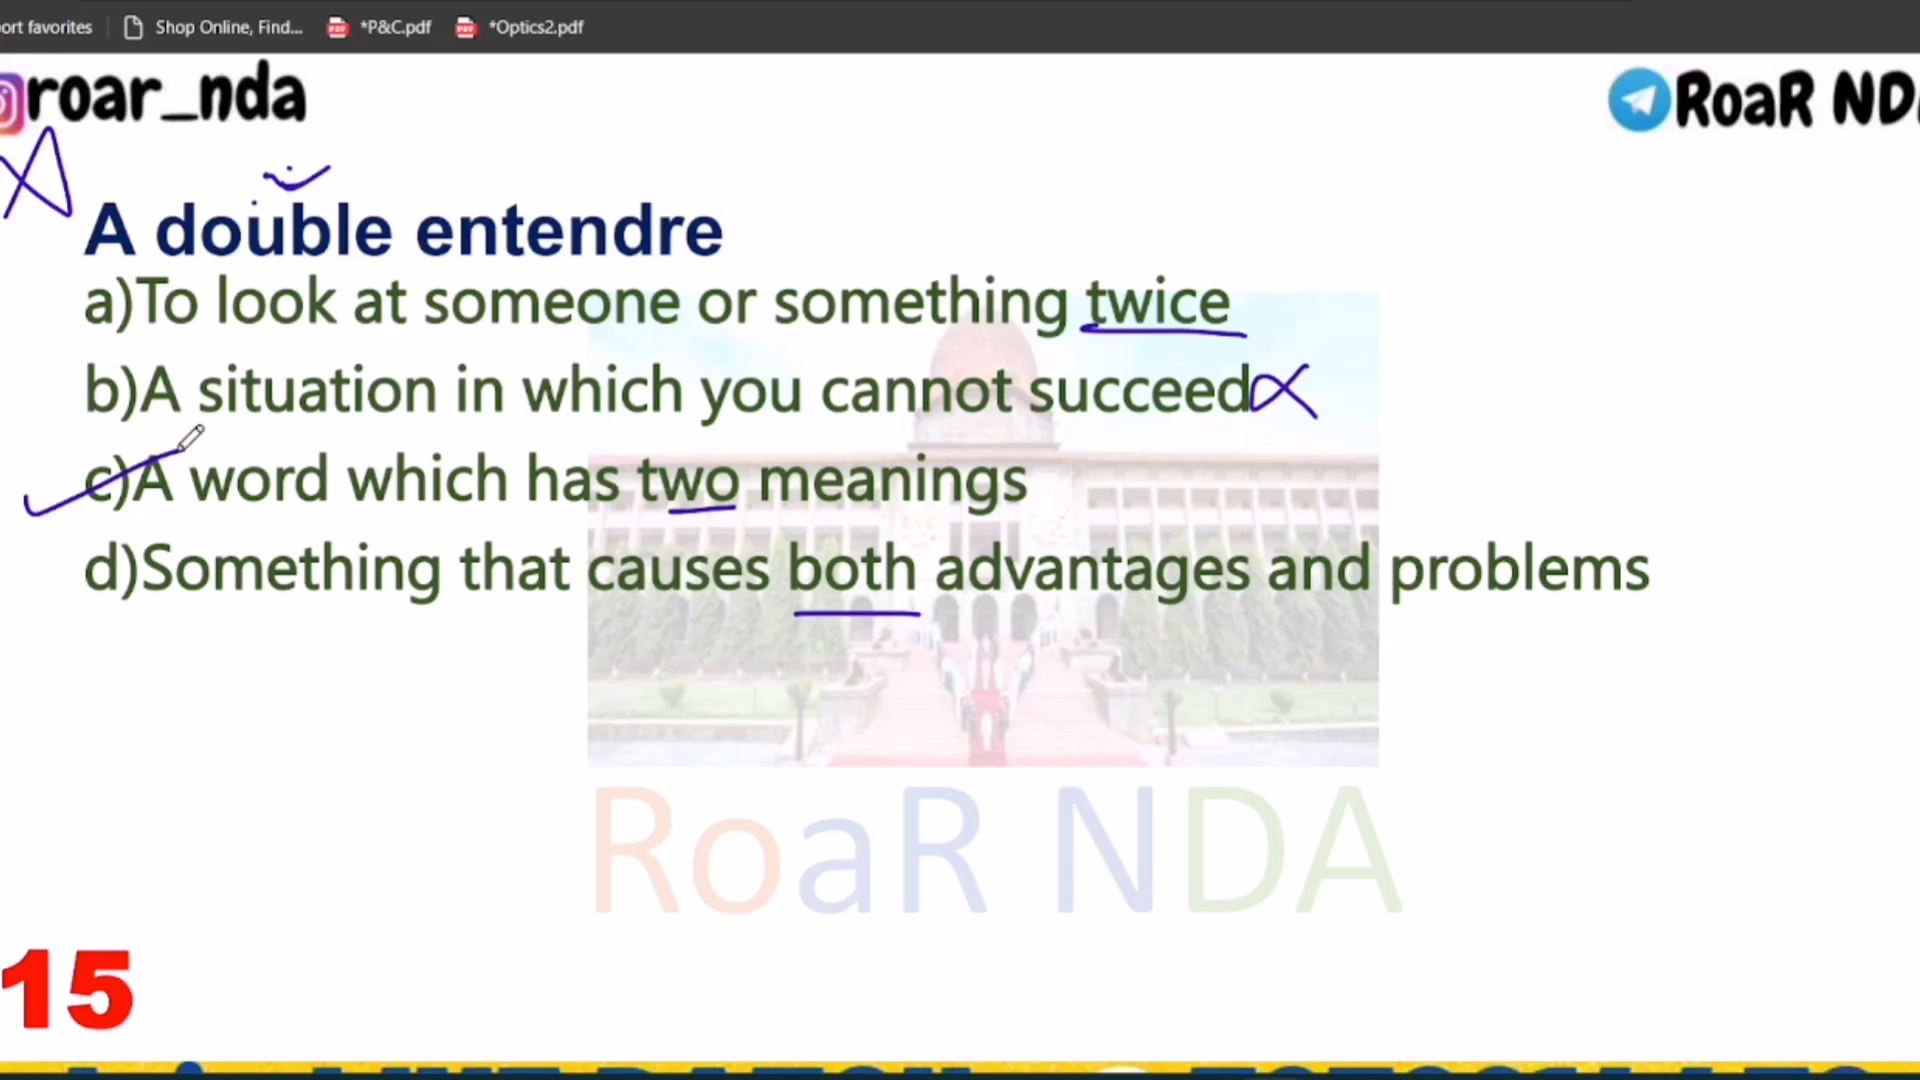 ort favorites Shop Online, Find... *P&C.pdf *Optics2.pdf
roar_nda RoaR ND
A double entendre
a)To look at someone or something twice
b)A situation in which you cannot succeed
c)A word which has two meanings
d)Something that causes both advantages and problems
RoaR NDA
15